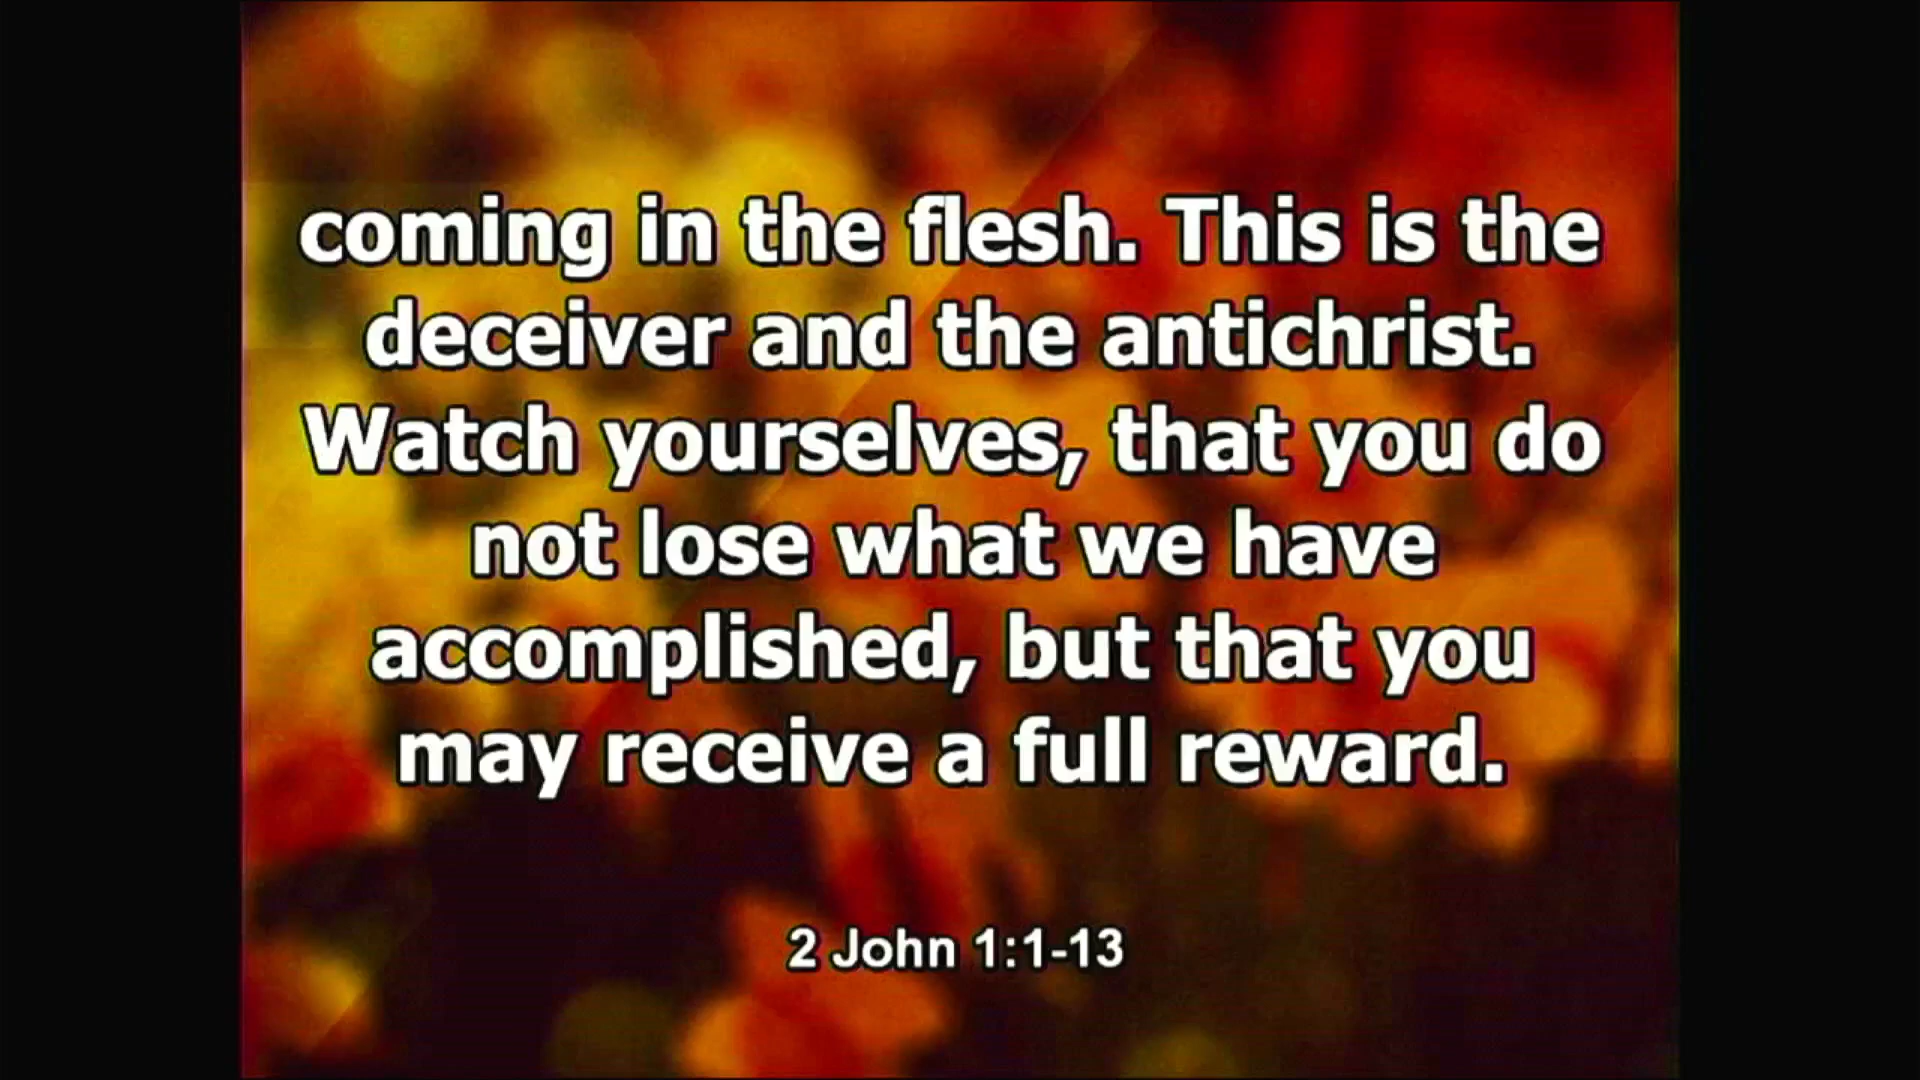 coming in the flesh. This is the
deceiver and the antichrist.
Watch yourselves, that you do
not lose what we have
accomplished, but that you
may receive a full reward.
2 John 1:1-13